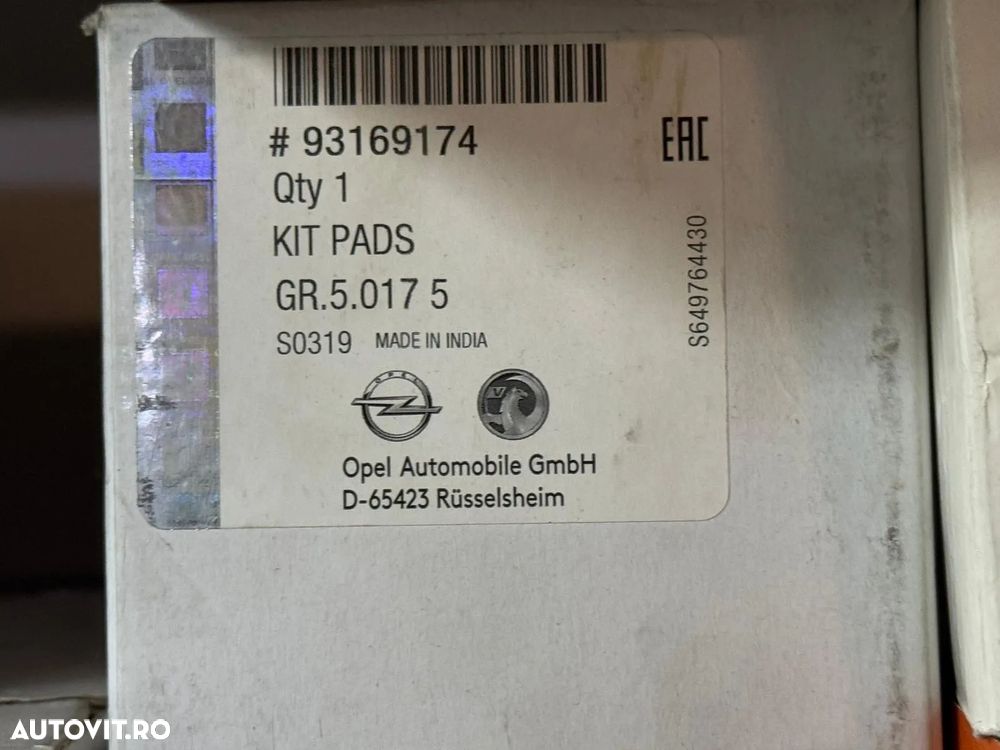 # 93169174
EAC
Qty 1
KIT PADS
GR.5.017 5
S0319 MADE IN INDIA
S649764430
OPEL
V
Opel Automobile GmbH
D-65423 Rüsselsheim
AUTOVIT.RO